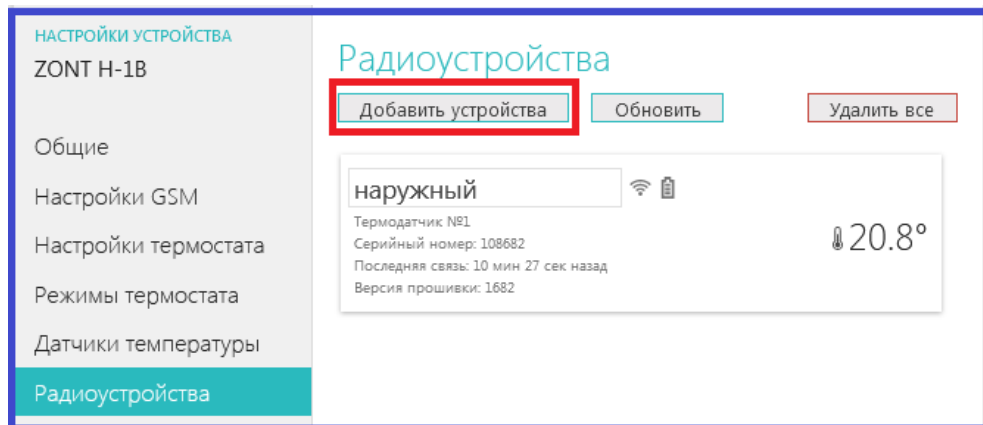 НАСТРОЙКИ УСТРОЙСТВА
ZONT H-1В
Общие
Настройки GSM
Настройки термостата
Режимы термостата
Датчики температуры
Радиоустройства
Радиоустройства
Добавить устройства
Обновить
Удалить все
наружный
Термодатчик №1
Серийный номер: 108682
Последняя связь: 10 мин 27 сек назад
Версия прошивки: 1682
20.8°